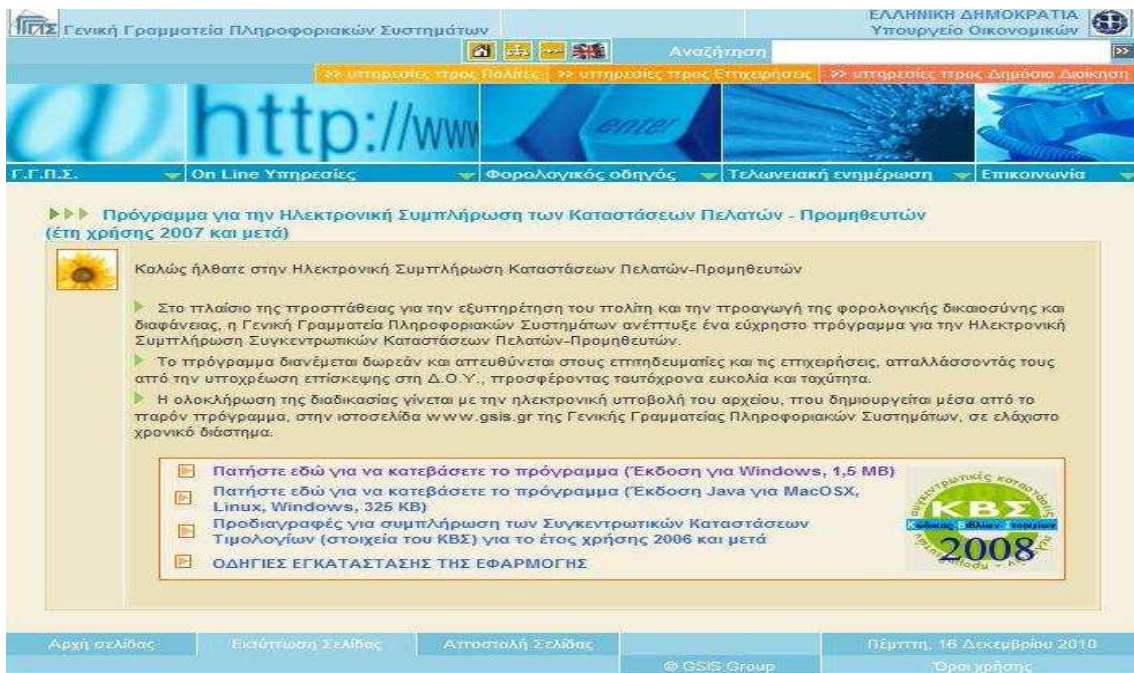 ΓΓΠΣ Γενική Γραμματεία Πληροφοριακών Συστημάτων
ΕΛΛΗΝΙΚΗ ΔΗΜΟΚΡΑΤΙΑ
Υπουργείο Οικονομικών
Αναζήτηση
>> υπηρεσίες προς Πολίτες >> υπηρεσίες προς Επιχειρήσεις >> υπηρεσίες προς Δημόσια Διοίκηση
@ http://www enter
Γ.Γ.Π.Σ. On Line Υπηρεσίες Φορολογικός οδηγός Τελωνειακή ενημέρωση Επικοινωνία
Πρόγραμμα για την Ηλεκτρονική Συμπλήρωση των Καταστάσεων Πελατών - Προμηθευτών
(έτη χρήσης 2007 και μετά)
Καλώς ήλθατε στην Ηλεκτρονική Συμπλήρωση Καταστάσεων Πελατών-Προμηθευτών
Στο πλαίσιο της προσπάθειας για την εξυπηρέτηση του πολίτη και την προαγωγή της φορολογικής δικαιοσύνης και
διαφάνειας, η Γενική Γραμματεία Πληροφοριακών Συστημάτων ανέπτυξε ένα εύχρηστο πρόγραμμα για την Ηλεκτρονική
Συμπλήρωση Συγκεντρωτικών Καταστάσεων Πελατών-Προμηθευτών.
Το πρόγραμμα διανέμεται δωρεάν και απευθύνεται στους επιτηδευματίες και τις επιχειρήσεις, απαλλάσσοντάς τους
από την υποχρέωση επίσκεψης στη Δ.Ο.Υ., προσφέροντας ταυτόχρονα ευκολία και ταχύτητα.
Η ολοκλήρωση της διαδικασίας γίνεται με την ηλεκτρονική υποβολή του αρχείου, που δημιουργείται μέσα από το
παρόν πρόγραμμα, στην ιστοσελίδα www.gsis.gr της Γενικής Γραμματείας Πληροφοριακών Συστημάτων, σε ελάχιστο
χρονικό διάστημα.
Πατήστε εδώ για να κατεβάσετε το πρόγραμμα (Έκδοση για Windows, 1,5 MB)
Πατήστε εδώ για να κατεβάσετε το πρόγραμμα (Έκδοση Java για MacOSX,
Linux, Windows, 325 KB)
Προδιαγραφές για συμπλήρωση των Συγκεντρωτικών Καταστάσεων
Τιμολογίων (στοιχεία του ΚΒΣ) για το έτος χρήσης 2006 και μετά
ΟΔΗΓΙΕΣ ΕΓΚΑΤΑΣΤΑΣΗΣ ΤΗΣ ΕΦΑΡΜΟΓΗΣ
συγκεντρωτικές καταστάσεις
ΚΒΣ
Κώδικας Βιβλίων Στοιχείων
2008
Αρχή σελίδας Εκτύπωση Σελίδας Αποστολή Σελίδας Πέμπτη, 16 Δεκεμβρίου 2010
© GSIS Group Όροι χρήσης